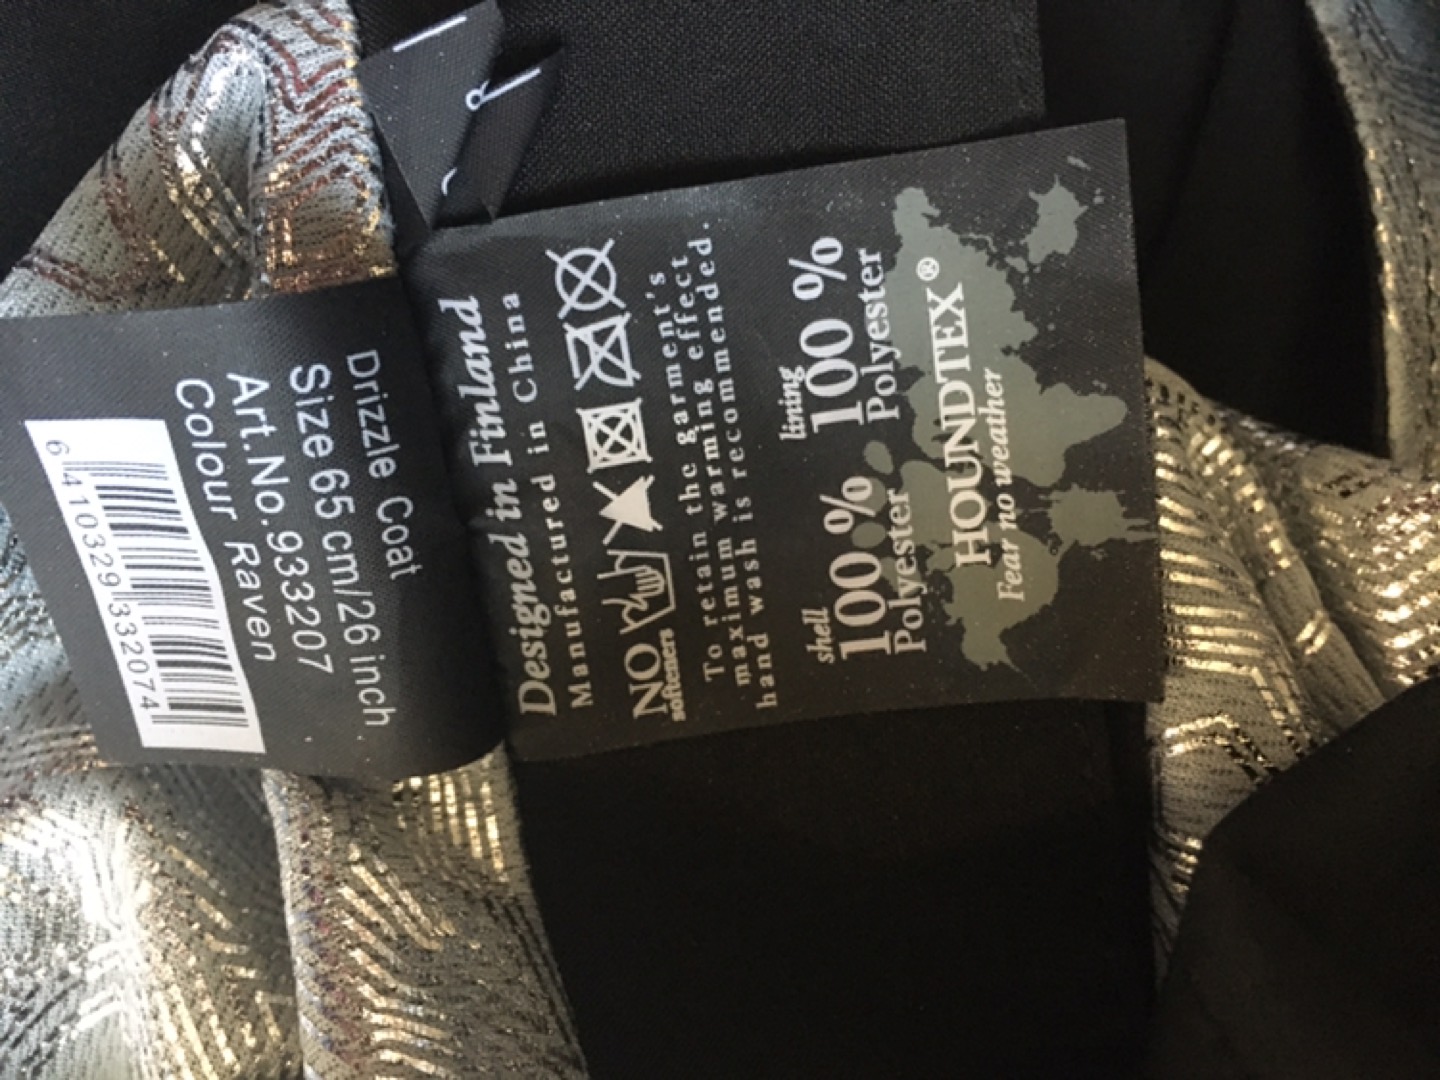 Drizzle Coat
Size 65 cm/26 inch
Art.No.933207
Colour Raven
6 410329 332074
Designed in Finland
Manufactured in China
NO
softeners
To retain the garment's
maximum warming effect
hand wash is recommended.
shell
100 %
Polyester
lining
100 %
Polyester
HOUNDTEX®
Fear no weather